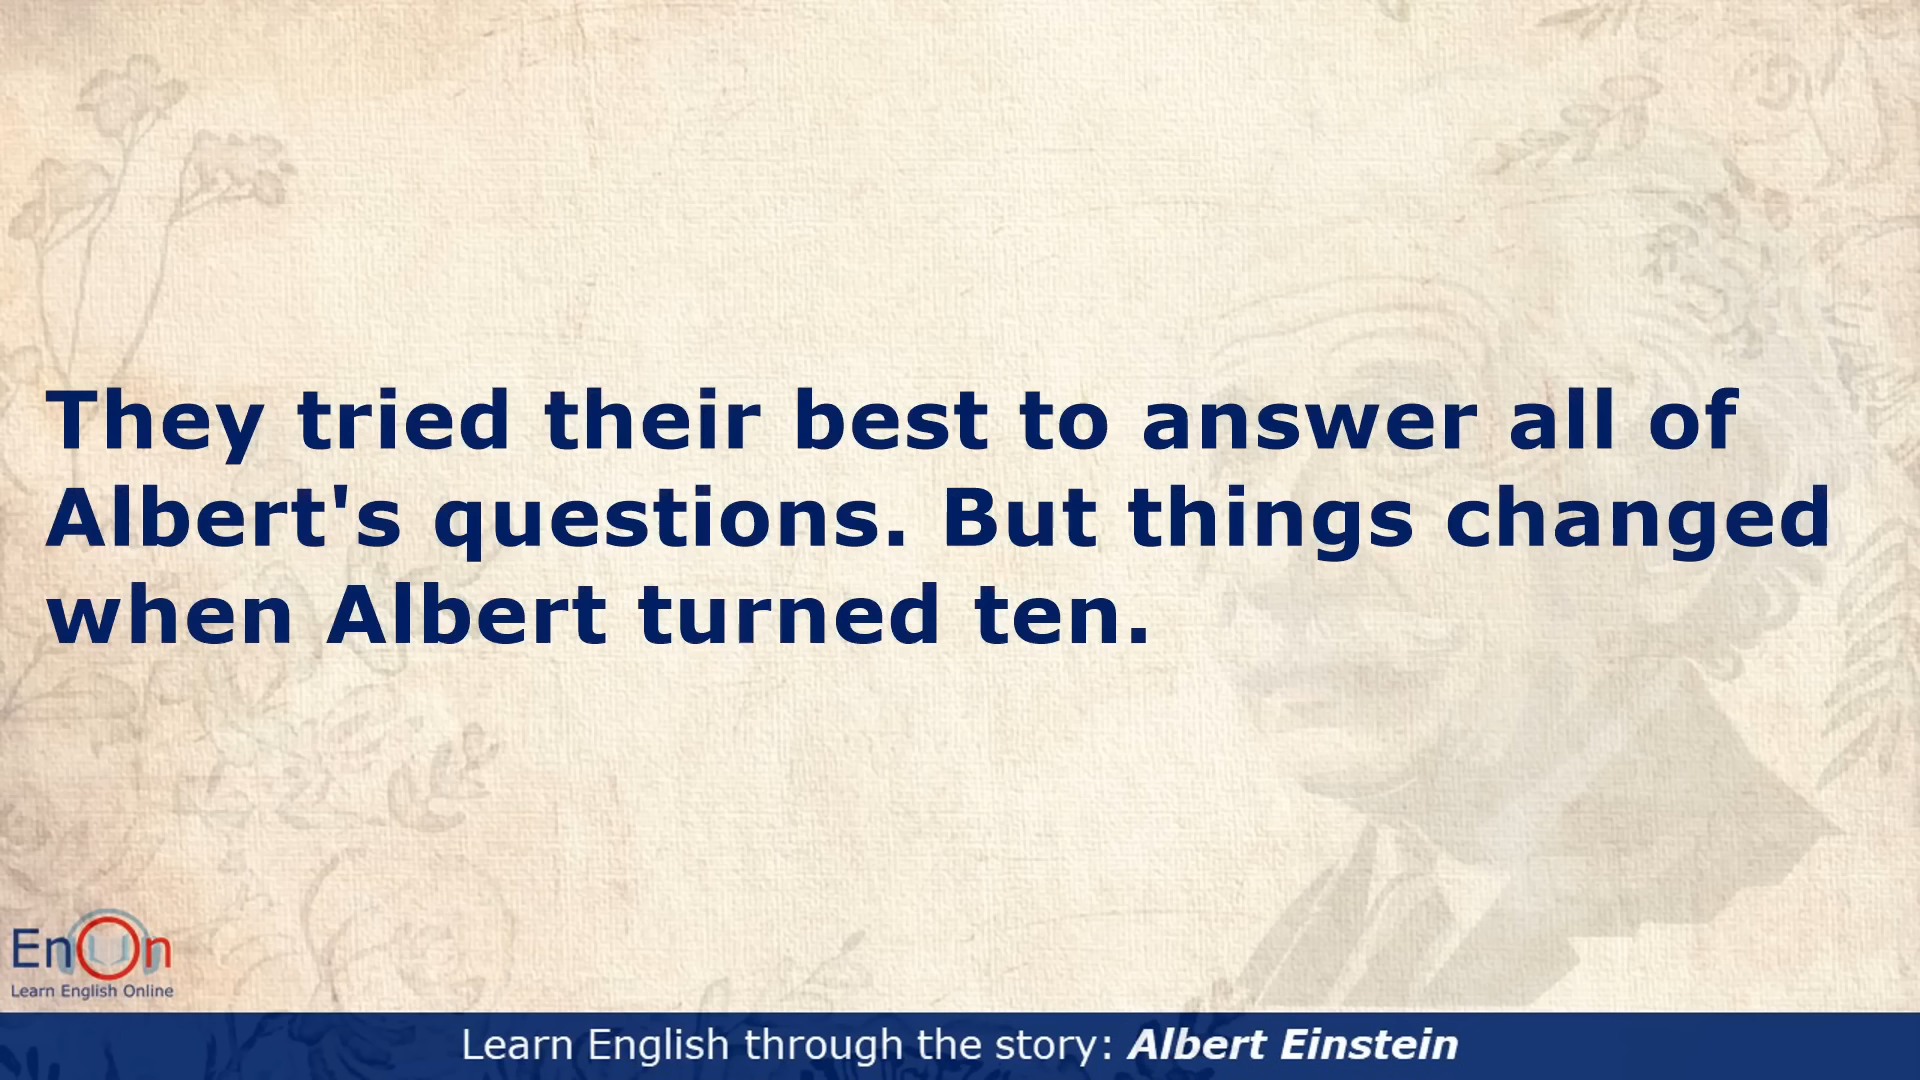 They tried their best to answer all of
Albert's questions. But things changed
when Albert turned ten.
EnOn
Learn English Online
Learn English through the story: Albert Einstein